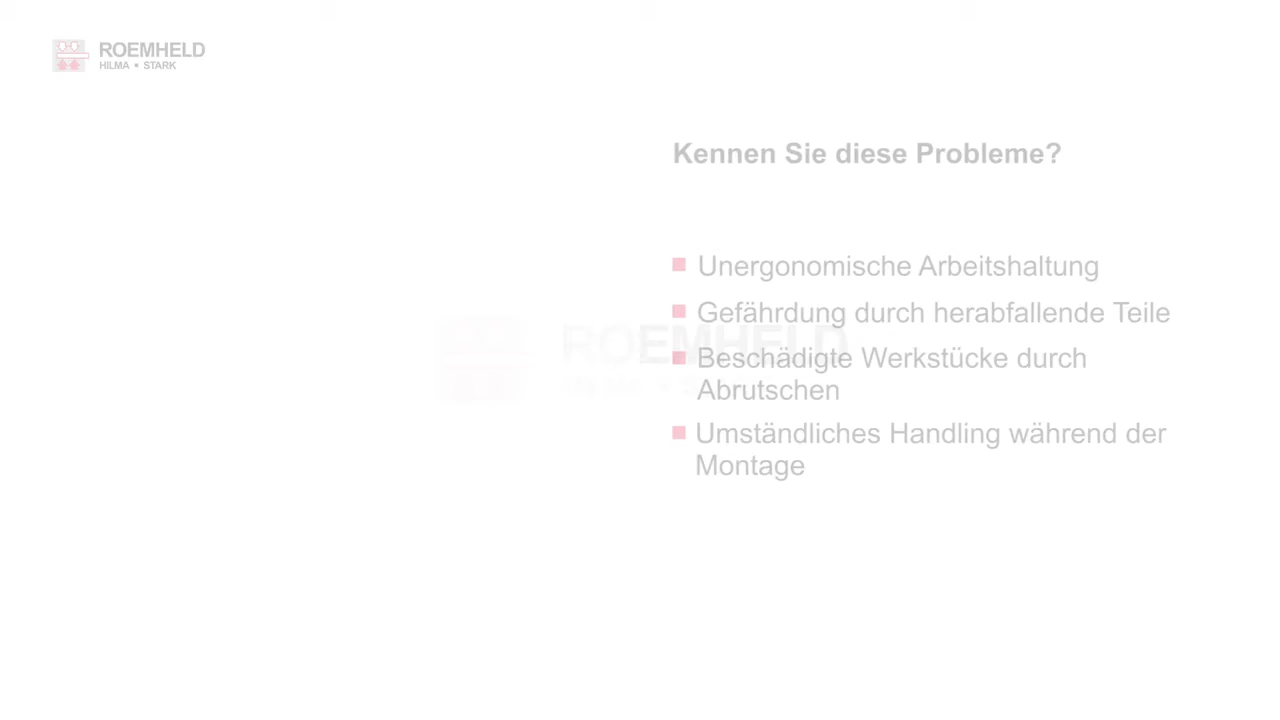 ROEMHELD
HILMA ▪ STARK
Kennen Sie diese Probleme?
Unergonomische Arbeitshaltung
Gefährdung durch herabfallende Teile
ROEMHELD
Beschädigte Werkstücke durch
Abrutschen
Umständliches Handling während der
Montage